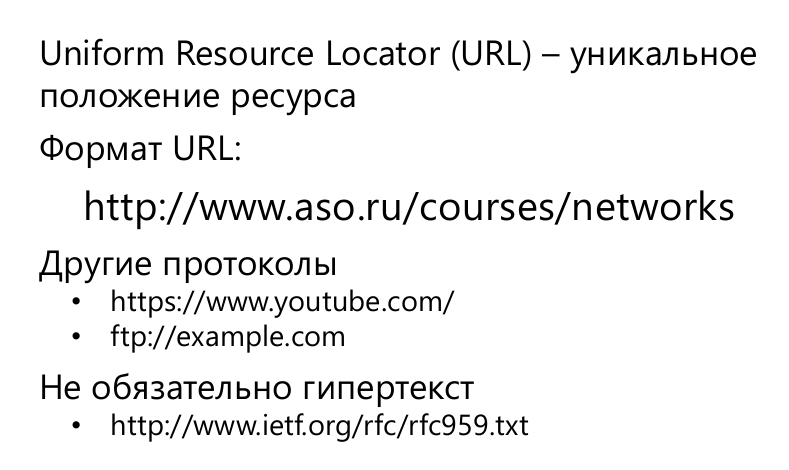 Uniform Resource Locator (URL) – уникальное
положение ресурса
Формат URL:
http://www.aso.ru/courses/networks
Другие протоколы
• https://www.youtube.com/
• ftp://example.com
Не обязательно гипертекст
• http://www.ietf.org/rfc/rfc959.txt